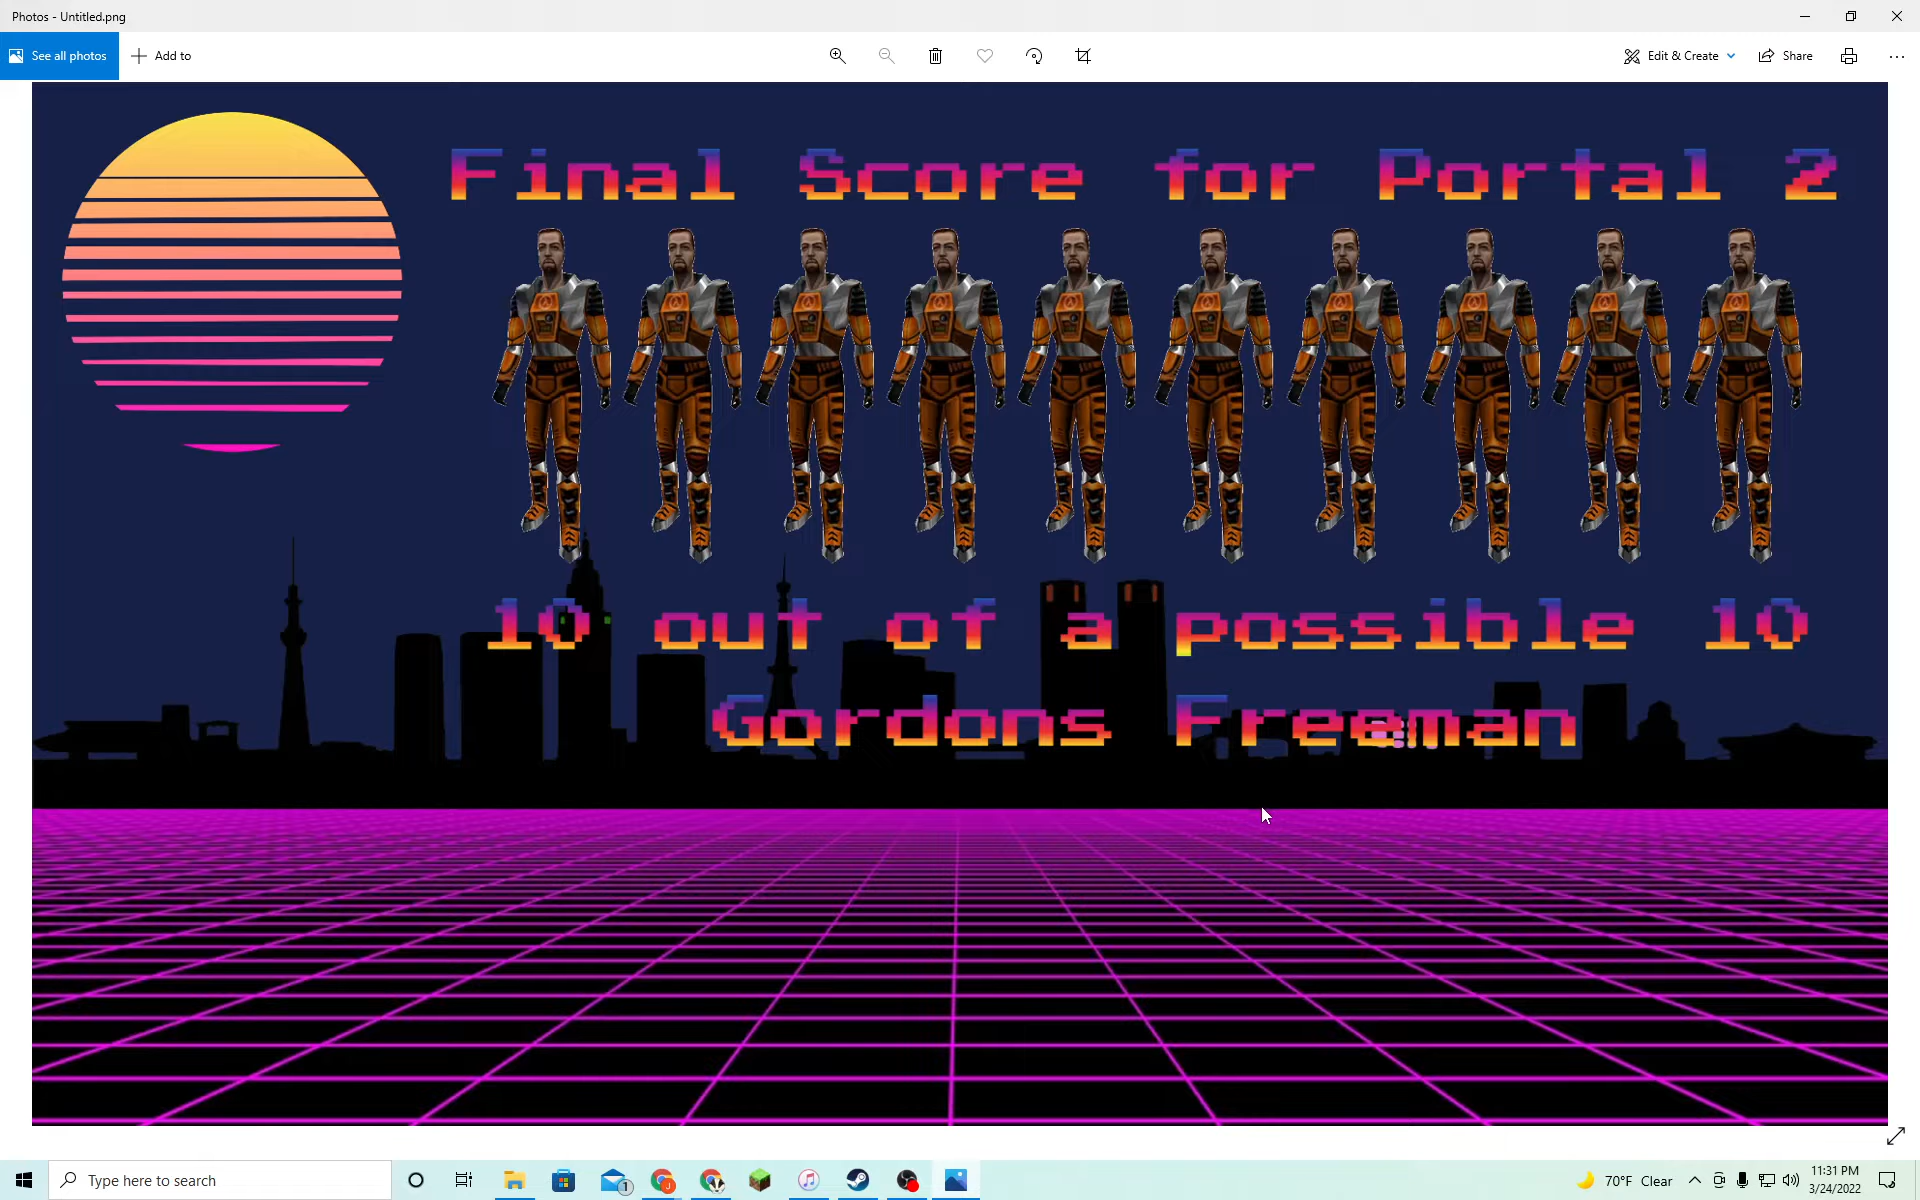 Photos - Untitled.png
See all photos
Add to
Edit & Create
Share
Final Score for Portal 2
10 out of a possible 10
Gordons Freeman
Type here to search
1
J
70°F Clear
11:31 PM
3/24/2022